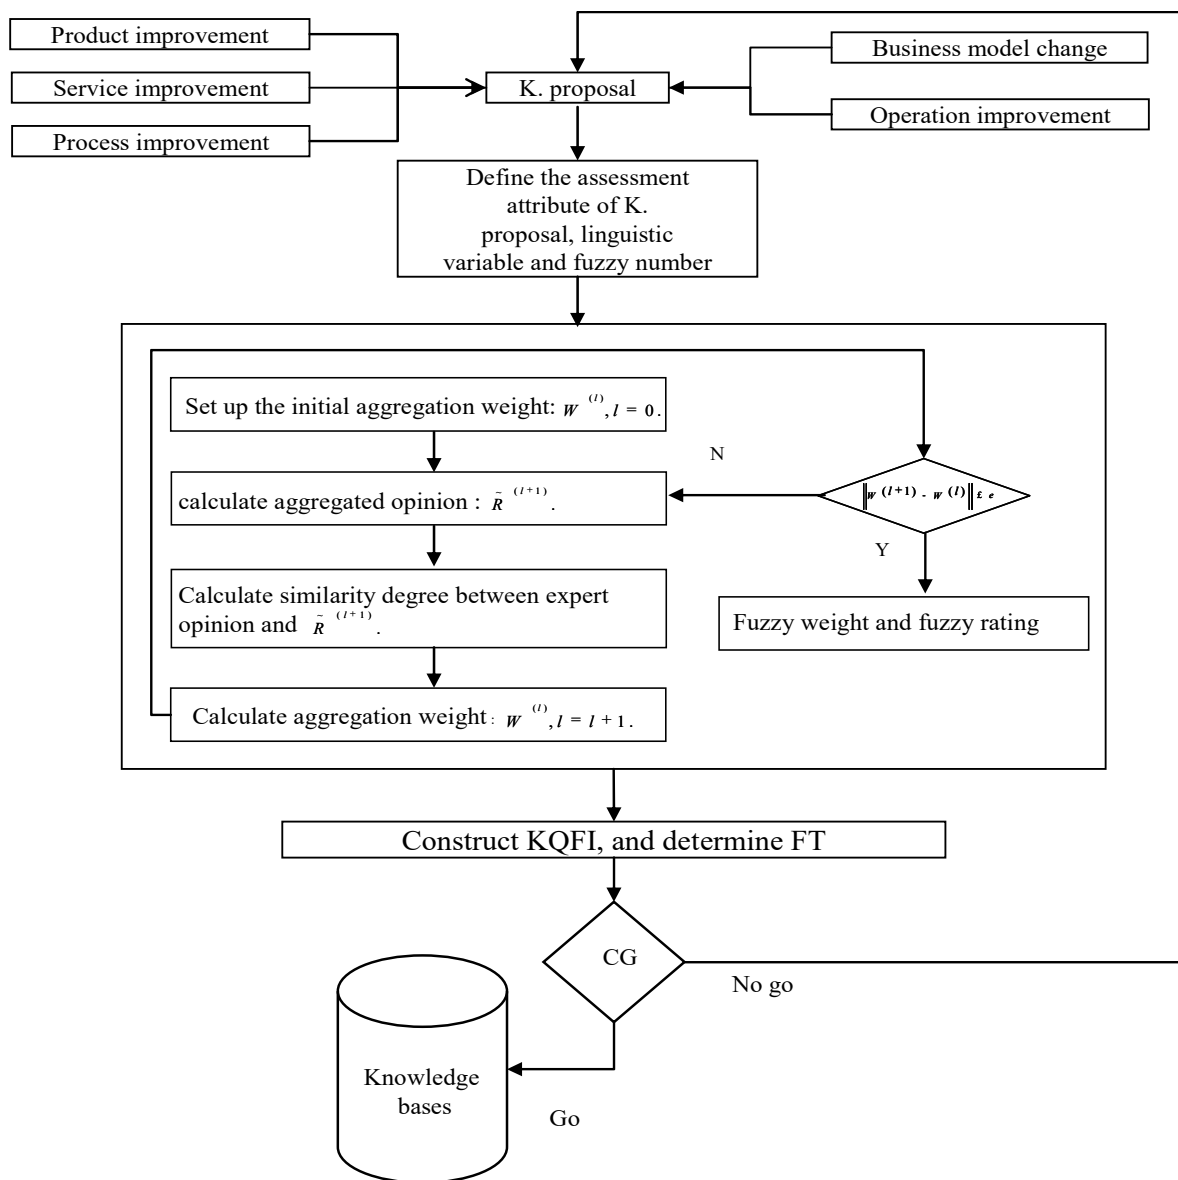 Product improvement
Service improvement
Process improvement
K. proposal
Business model change
Operation improvement
Define the assessment
attribute of K.
proposal, linguistic
variable and fuzzy number
Set up the initial aggregation weight: W^(l), l = 0.
N
calculate aggregated opinion : R̃^(l+1).
‖W^(l+1) - W^(l)‖ £ e
Y
Calculate similarity degree between expert
opinion and R̃^(l+1).
Fuzzy weight and fuzzy rating
Calculate aggregation weight: W^(l), l = l + 1.
Construct KQFI, and determine FT
CG
No go
Knowledge
bases
Go